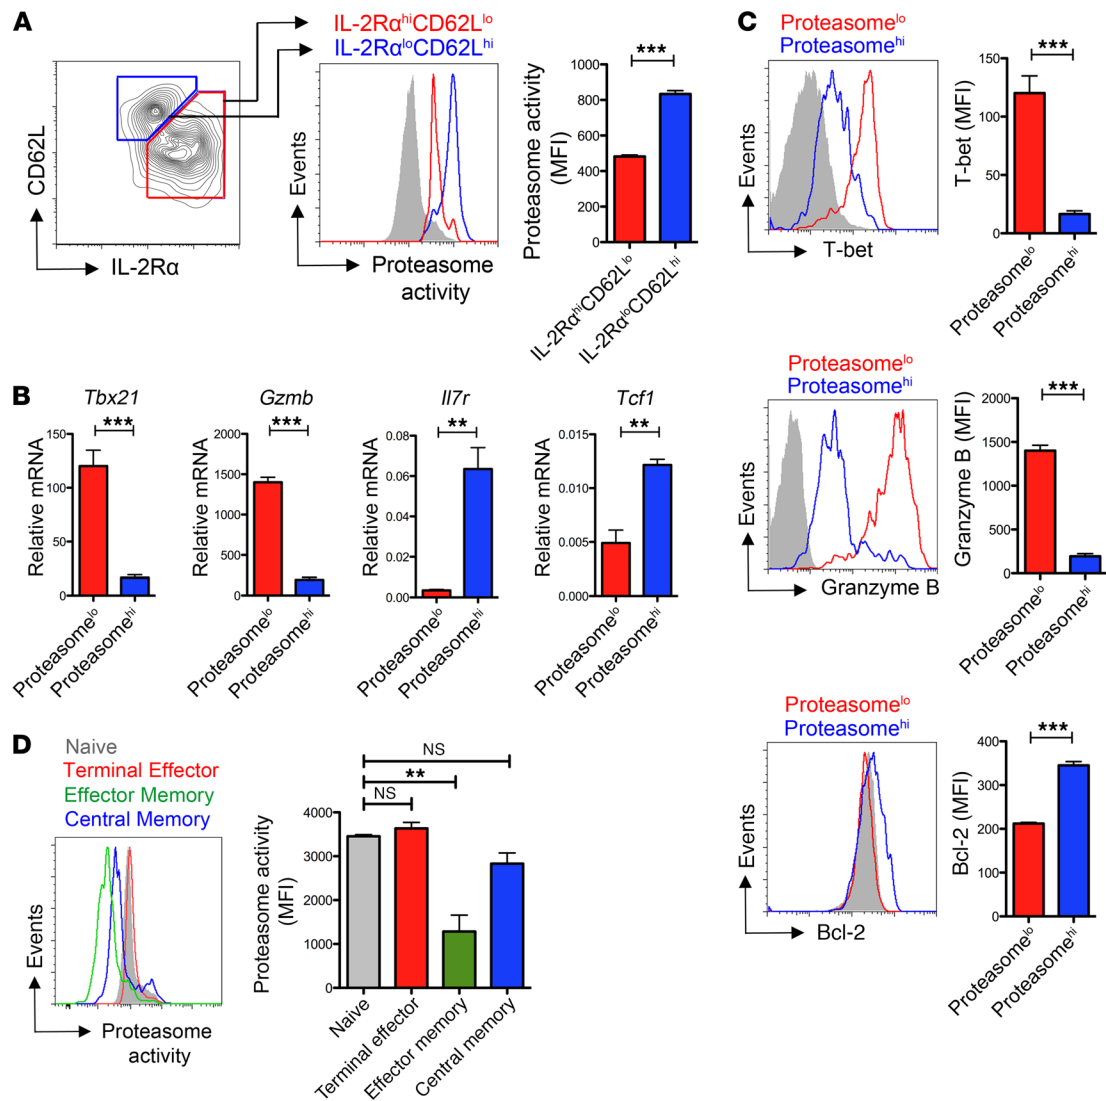 A
IL-2Rα^hiCD62L^lo
IL-2Rα^loCD62L^hi
CD62L
IL-2Rα
Events
Proteasome
activity
Proteasome activity
(MFI)
1000
800
600
400
200
0
***
IL-2Rα^hiCD62L^lo
IL-2Rα^loCD62L^hi
B
Tbx21
Relative mRNA
150
100
50
0
***
Proteasome^lo
Proteasome^hi
Gzmb
Relative mRNA
2000
1500
1000
500
0
***
Proteasome^lo
Proteasome^hi
Il7r
Relative mRNA
0.08
0.06
0.04
0.02
0.00
**
Proteasome^lo
Proteasome^hi
Tcf1
Relative mRNA
0.015
0.010
0.005
0.000
**
Proteasome^lo
Proteasome^hi
C
Proteasome^lo
Proteasome^hi
Events
T-bet
T-bet (MFI)
150
100
50
0
***
Proteasome^lo
Proteasome^hi
Proteasome^lo
Proteasome^hi
Events
Granzyme B
Granzyme B (MFI)
2000
1500
1000
500
0
***
Proteasome^lo
Proteasome^hi
Proteasome^lo
Proteasome^hi
Events
Bcl-2
Bcl-2 (MFI)
400
300
200
100
0
***
Proteasome^lo
Proteasome^hi
D
Naive
Terminal Effector
Effector Memory
Central Memory
Events
Proteasome
activity
Proteasome activity
(MFI)
4000
3000
2000
1000
0
NS
**
NS
Naive
Terminal effector
Effector memory
Central memory